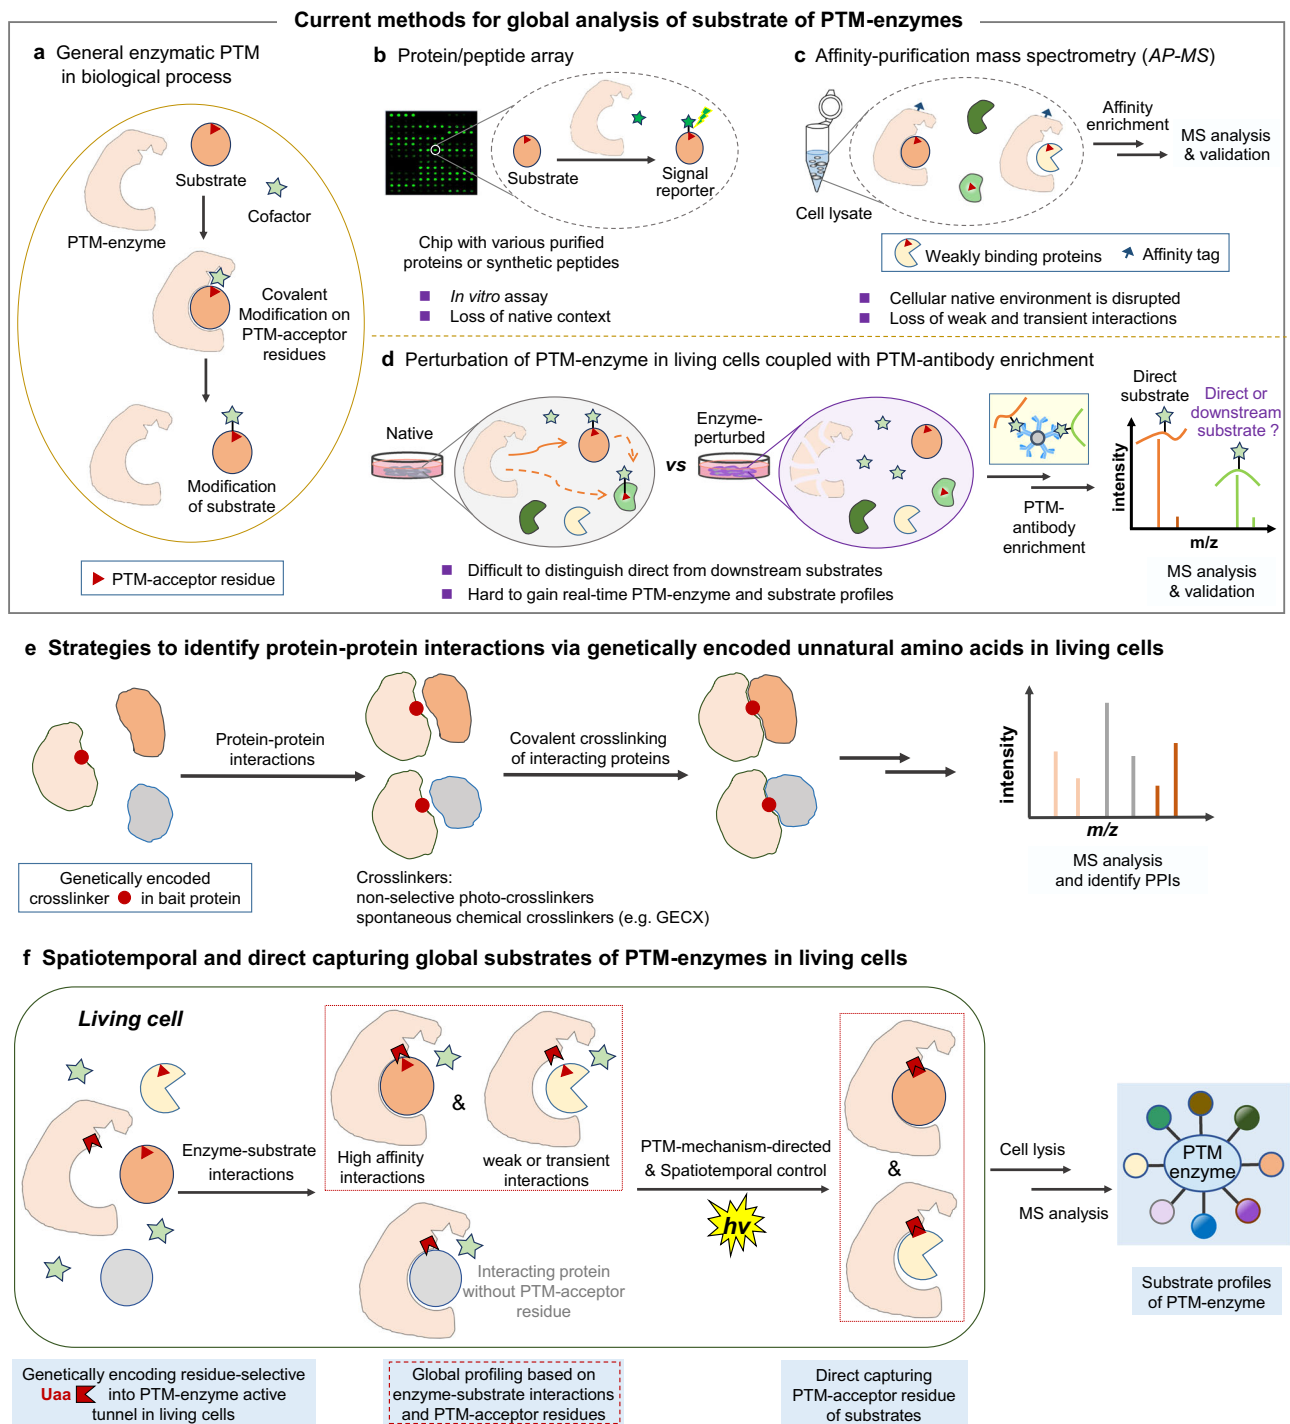 Current methods for global analysis of substrate of PTM-enzymes
a General enzymatic PTM
in biological process
Substrate
Cofactor
PTM-enzyme
Covalent
Modification on
PTM-acceptor
residues
Modification
of substrate
PTM-acceptor residue
b Protein/peptide array
Substrate
Signal
reporter
Chip with various purified
proteins or synthetic peptides
In vitro assay
Loss of native context
c Affinity-purification mass spectrometry (AP-MS)
Cell lysate
Affinity
enrichment
MS analysis
& validation
Weakly binding proteins
Affinity tag
Cellular native environment is disrupted
Loss of weak and transient interactions
d Perturbation of PTM-enzyme in living cells coupled with PTM-antibody enrichment
Native
vs
Enzyme-
perturbed
PTM-
antibody
enrichment
Direct
substrate
Direct or
downstream
substrate ?
intensity
m/z
MS analysis
& validation
Difficult to distinguish direct from downstream substrates
Hard to gain real-time PTM-enzyme and substrate profiles
e Strategies to identify protein-protein interactions via genetically encoded unnatural amino acids in living cells
Protein-protein
interactions
Covalent crosslinking
of interacting proteins
intensity
m/z
MS analysis
and identify PPIs
Genetically encoded
crosslinker in bait protein
Crosslinkers:
non-selective photo-crosslinkers
spontaneous chemical crosslinkers (e.g. GECX)
f Spatiotemporal and direct capturing global substrates of PTM-enzymes in living cells
Living cell
Enzyme-substrate
interactions
&
High affinity
interactions
weak or transient
interactions
Interacting protein
without PTM-acceptor
residue
PTM-mechanism-directed
& Spatiotemporal control
hv
&
Cell lysis
MS analysis
PTM
enzyme
Substrate profiles
of PTM-enzyme
Genetically encoding residue-selective
Uaa into PTM-enzyme active
tunnel in living cells
Global profiling based on
enzyme-substrate interactions
and PTM-acceptor residues
Direct capturing
PTM-acceptor residue
of substrates